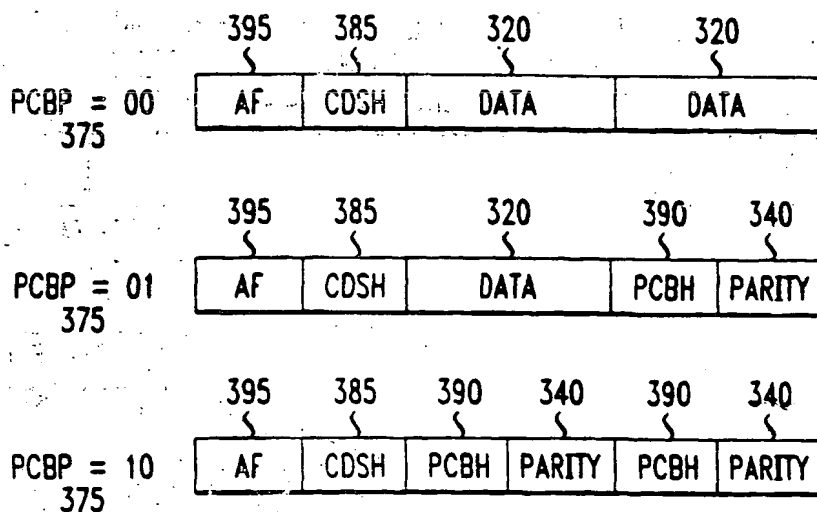 395 385 320 320
PCBP = 00 AF CDSH DATA DATA
375
395 385 320 390 340
PCBP = 01 AF CDSH DATA PCBH PARITY
375
395 385 390 340 390 340
PCBP = 10 AF CDSH PCBH PARITY PCBH PARITY
375